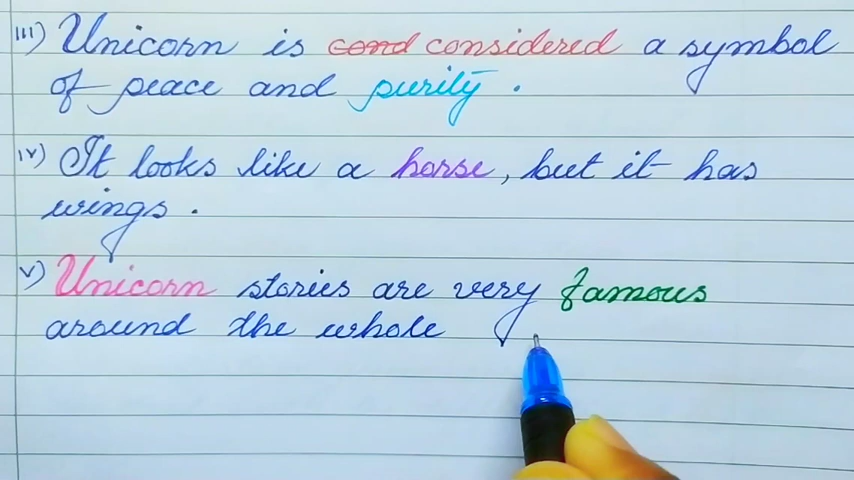 iii) Unicorn is cond considered a symbol
of peace and purity.
iv) It looks like a horse, but it has
wings.
v) Unicorn stories are very famous
around the whole